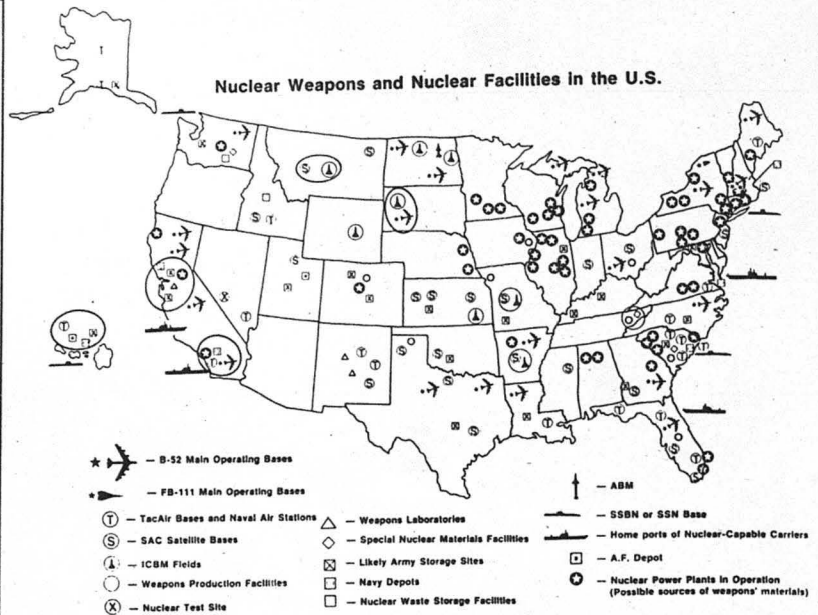 Nuclear Weapons and Nuclear Facilities in the U.S.
* — B-52 Main Operating Bases
* — FB-111 Main Operating Bases
T — TacAir Bases and Naval Air Stations
S — SAC Satellite Bases
— ICBM Fields
— Weapons Production Facilities
X — Nuclear Test Site
— Weapons Laboratories
— Special Nuclear Materials Facilities
— Likely Army Storage Sites
— Navy Depots
— Nuclear Waste Storage Facilities
— ABM
— SSBN or SSN Base
— Home ports of Nuclear-Capable Carriers
— A.F. Depot
— Nuclear Power Plants in Operation
(Possible sources of weapons' materials)